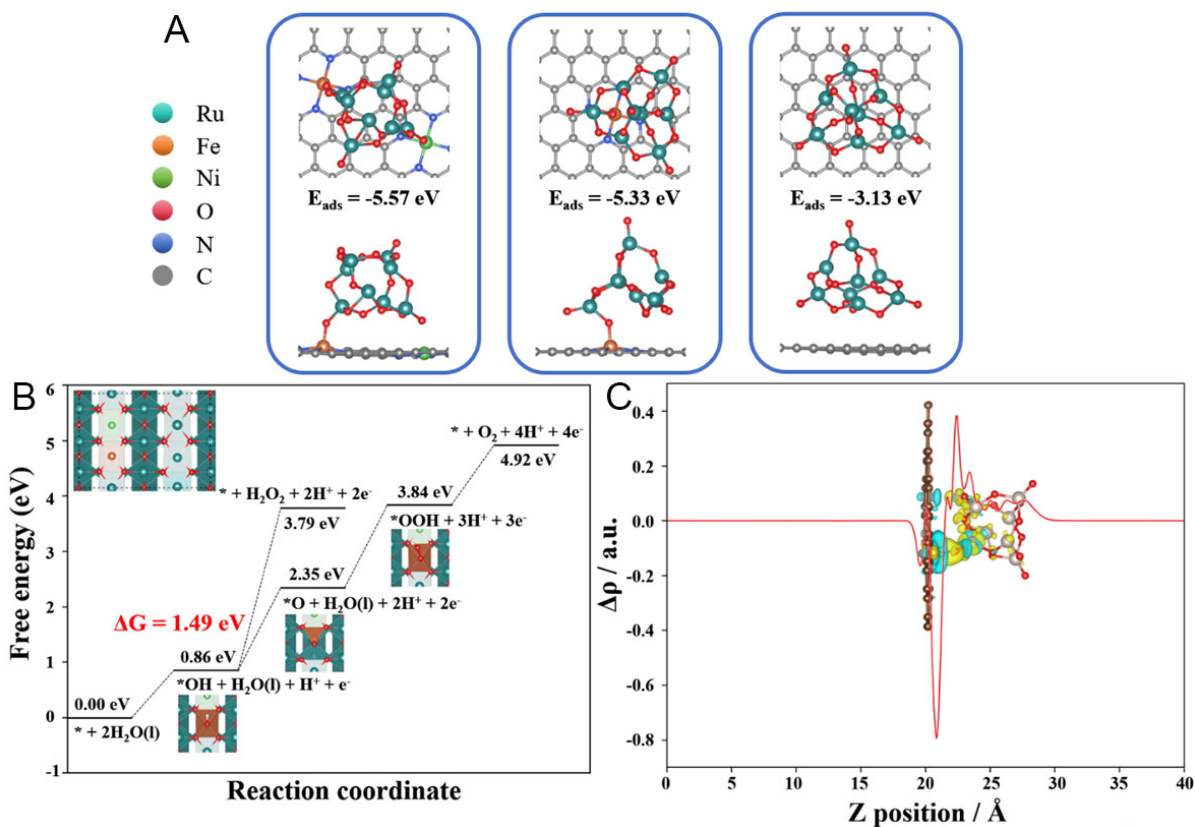 A
Ru
Fe
Ni
O
N
C
E_ads = -5.57 eV
E_ads = -5.33 eV
E_ads = -3.13 eV
B
6
5
4
3
2
1
0
-1
Free energy (eV)
Reaction coordinate
0.00 eV
* + 2H₂O(l)
0.86 eV
*OH + H₂O(l) + H⁺ + e⁻
ΔG = 1.49 eV
2.35 eV
*O + H₂O(l) + 2H⁺ + 2e⁻
* + H₂O₂ + 2H⁺ + 2e⁻
3.79 eV
3.84 eV
*OOH + 3H⁺ + 3e⁻
* + O₂ + 4H⁺ + 4e⁻
4.92 eV
C
0.4
0.2
0.0
-0.2
-0.4
-0.6
-0.8
Δρ / a.u.
0 5 10 15 20 25 30 35 40
Z position / Å